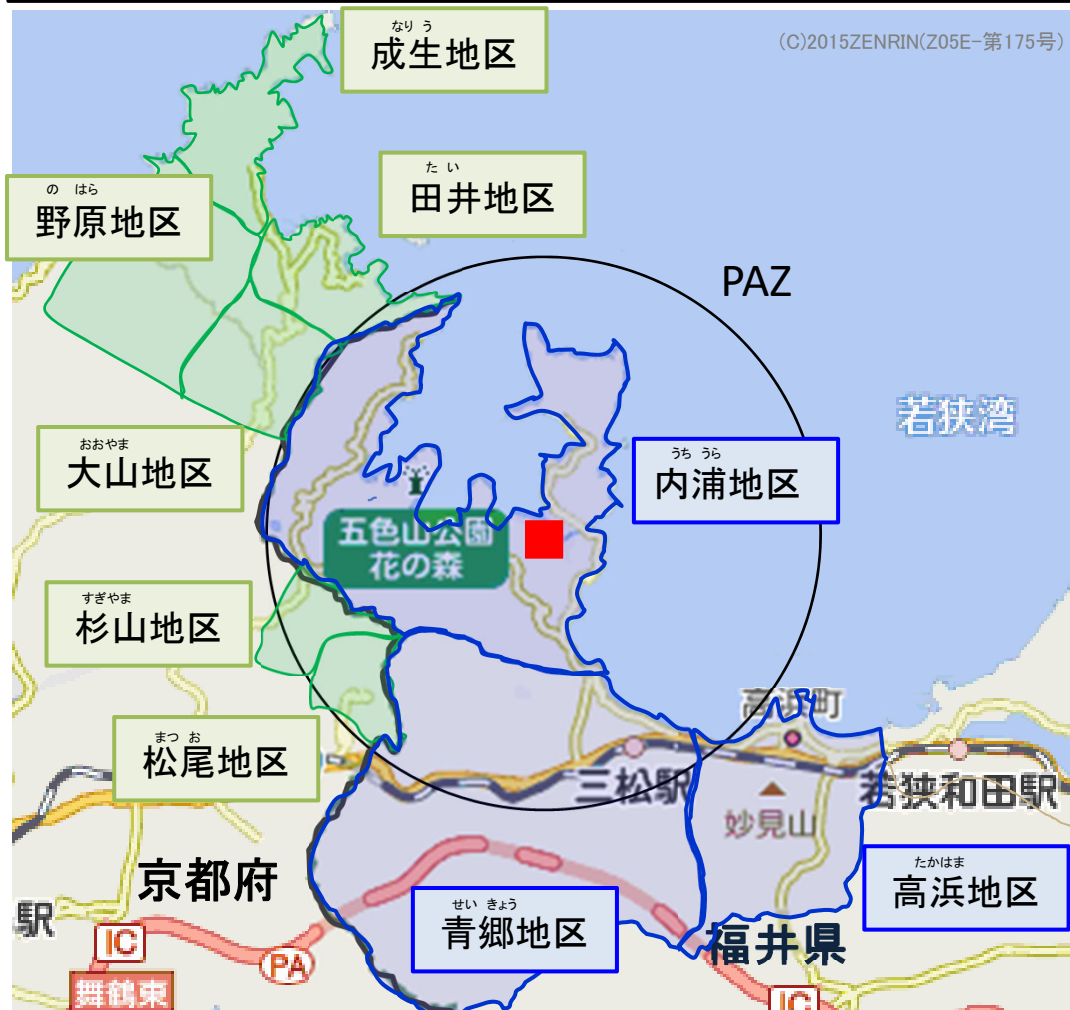 (C)2015ZENRIN(Z05E-第175号)
なり う
成生地区
た い
田井地区
の はら
野原地区
PAZ
若狭湾
おおやま
大山地区
うち うら
内浦地区
五色山公園
花の森
すぎやま
杉山地区
まつ お
松尾地区
高浜町
三松駅
若狭和田駅
妙見山
京都府
たかはま
高浜地区
せい きょう
青郷地区
福井県
駅
IC
PA
舞鶴東
IC